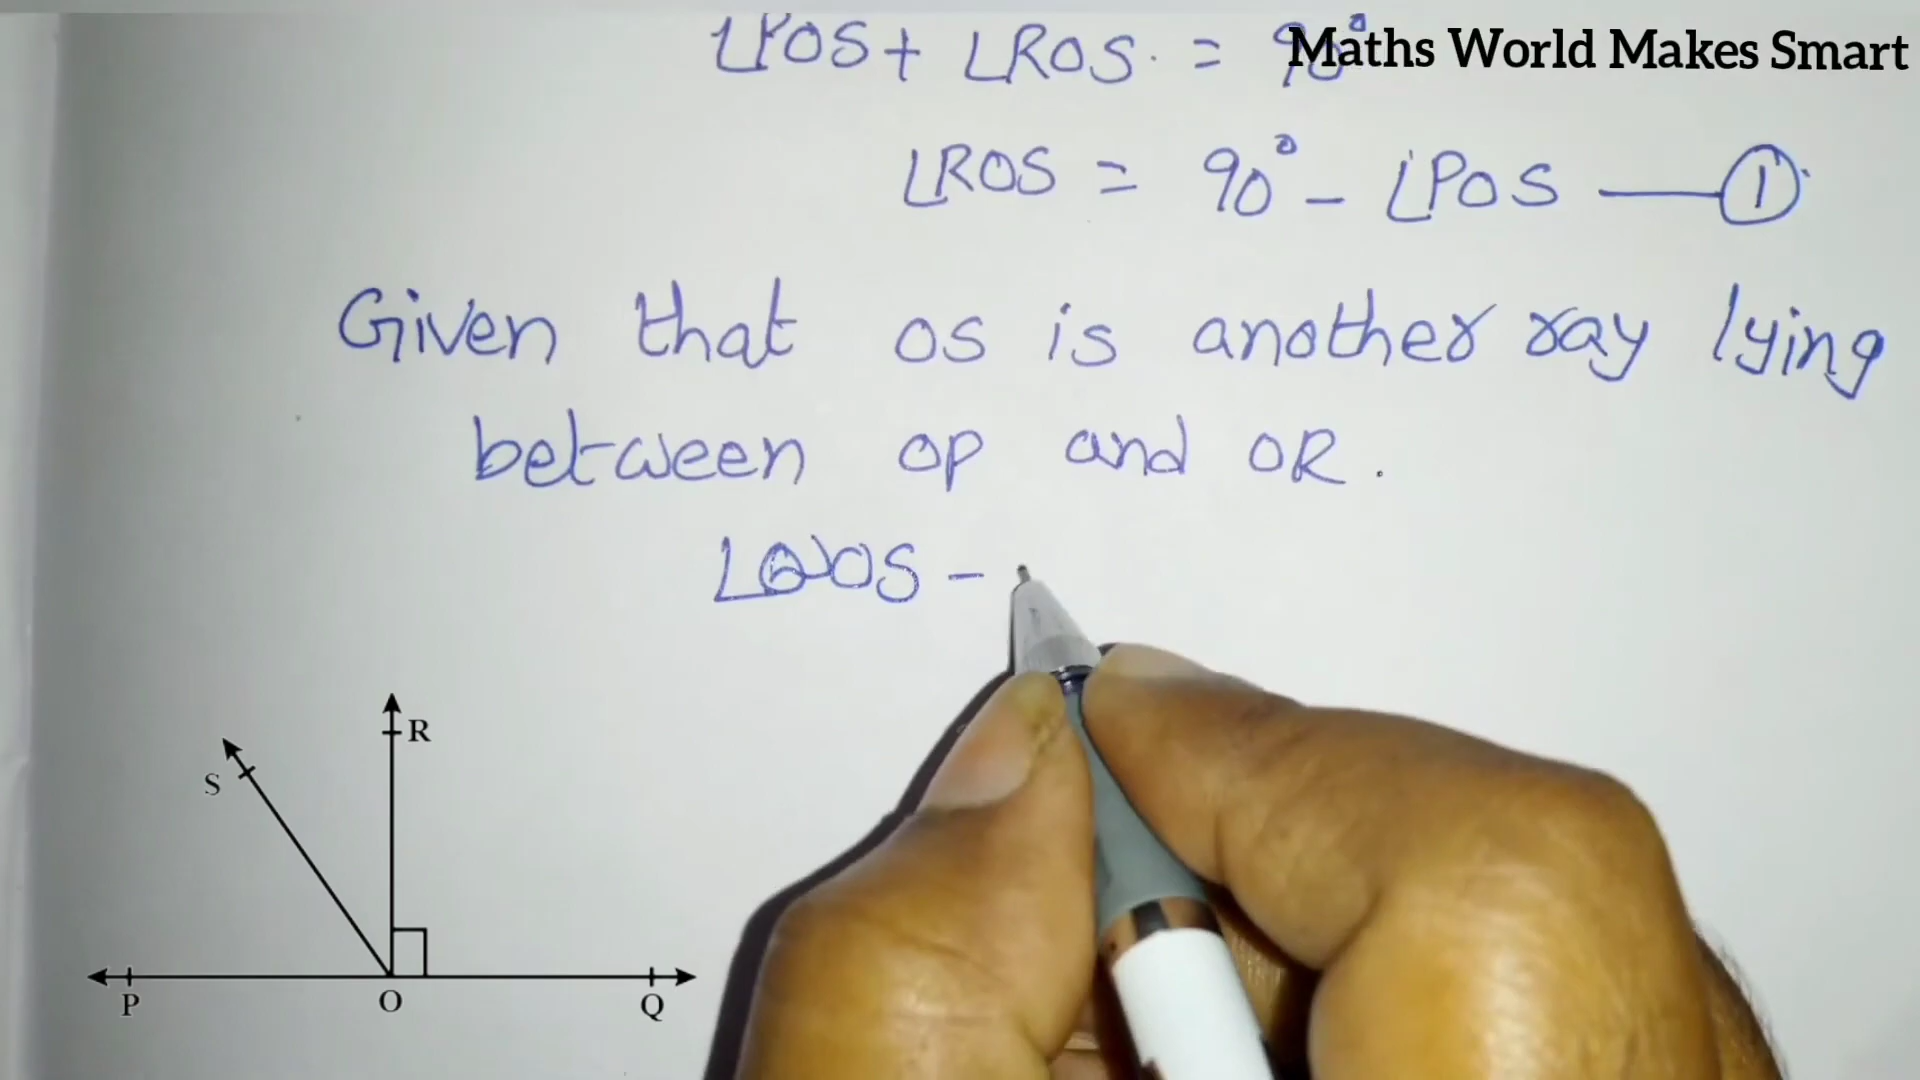 Maths World Makes Smart
∠POS + ∠ROS = 90°
∠ROS = 90° - ∠POS — ①
Given that OS is another ray lying
between OP and OR.
∠QOS -
R
S
P O Q